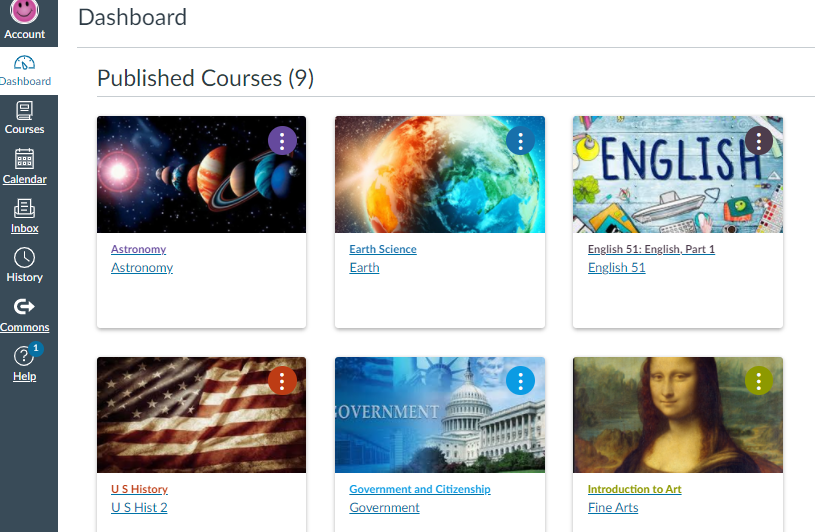 Dashboard
Account
Dashboard
Courses
Calendar
Inbox
History
Commons
1
Help
Published Courses (9)
ENGLISH
Astronomy
Astronomy
Earth Science
Earth
English 51: English, Part 1
English 51
GOVERNMENT
U S History
U S Hist 2
Government and Citizenship
Government
Introduction to Art
Fine Arts